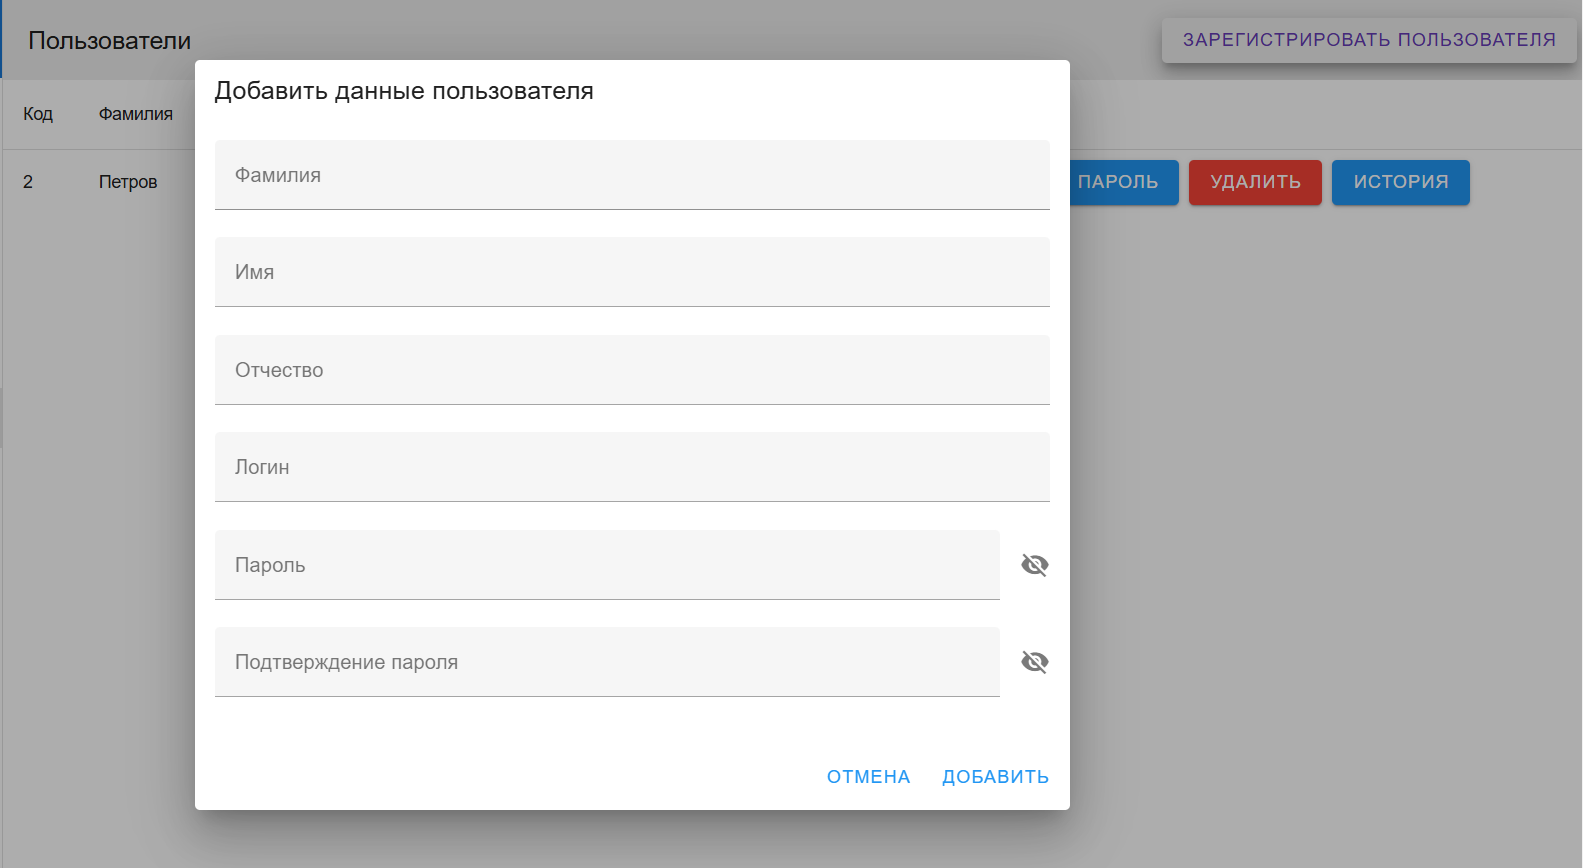 Пользователи
ЗАРЕГИСТРИРОВАТЬ ПОЛЬЗОВАТЕЛЯ
Добавить данные пользователя
Код Фамилия
2 Петров
ПАРОЛЬ УДАЛИТЬ ИСТОРИЯ
Фамилия
Имя
Отчество
Логин
Пароль
Подтверждение пароля
ОТМЕНА ДОБАВИТЬ